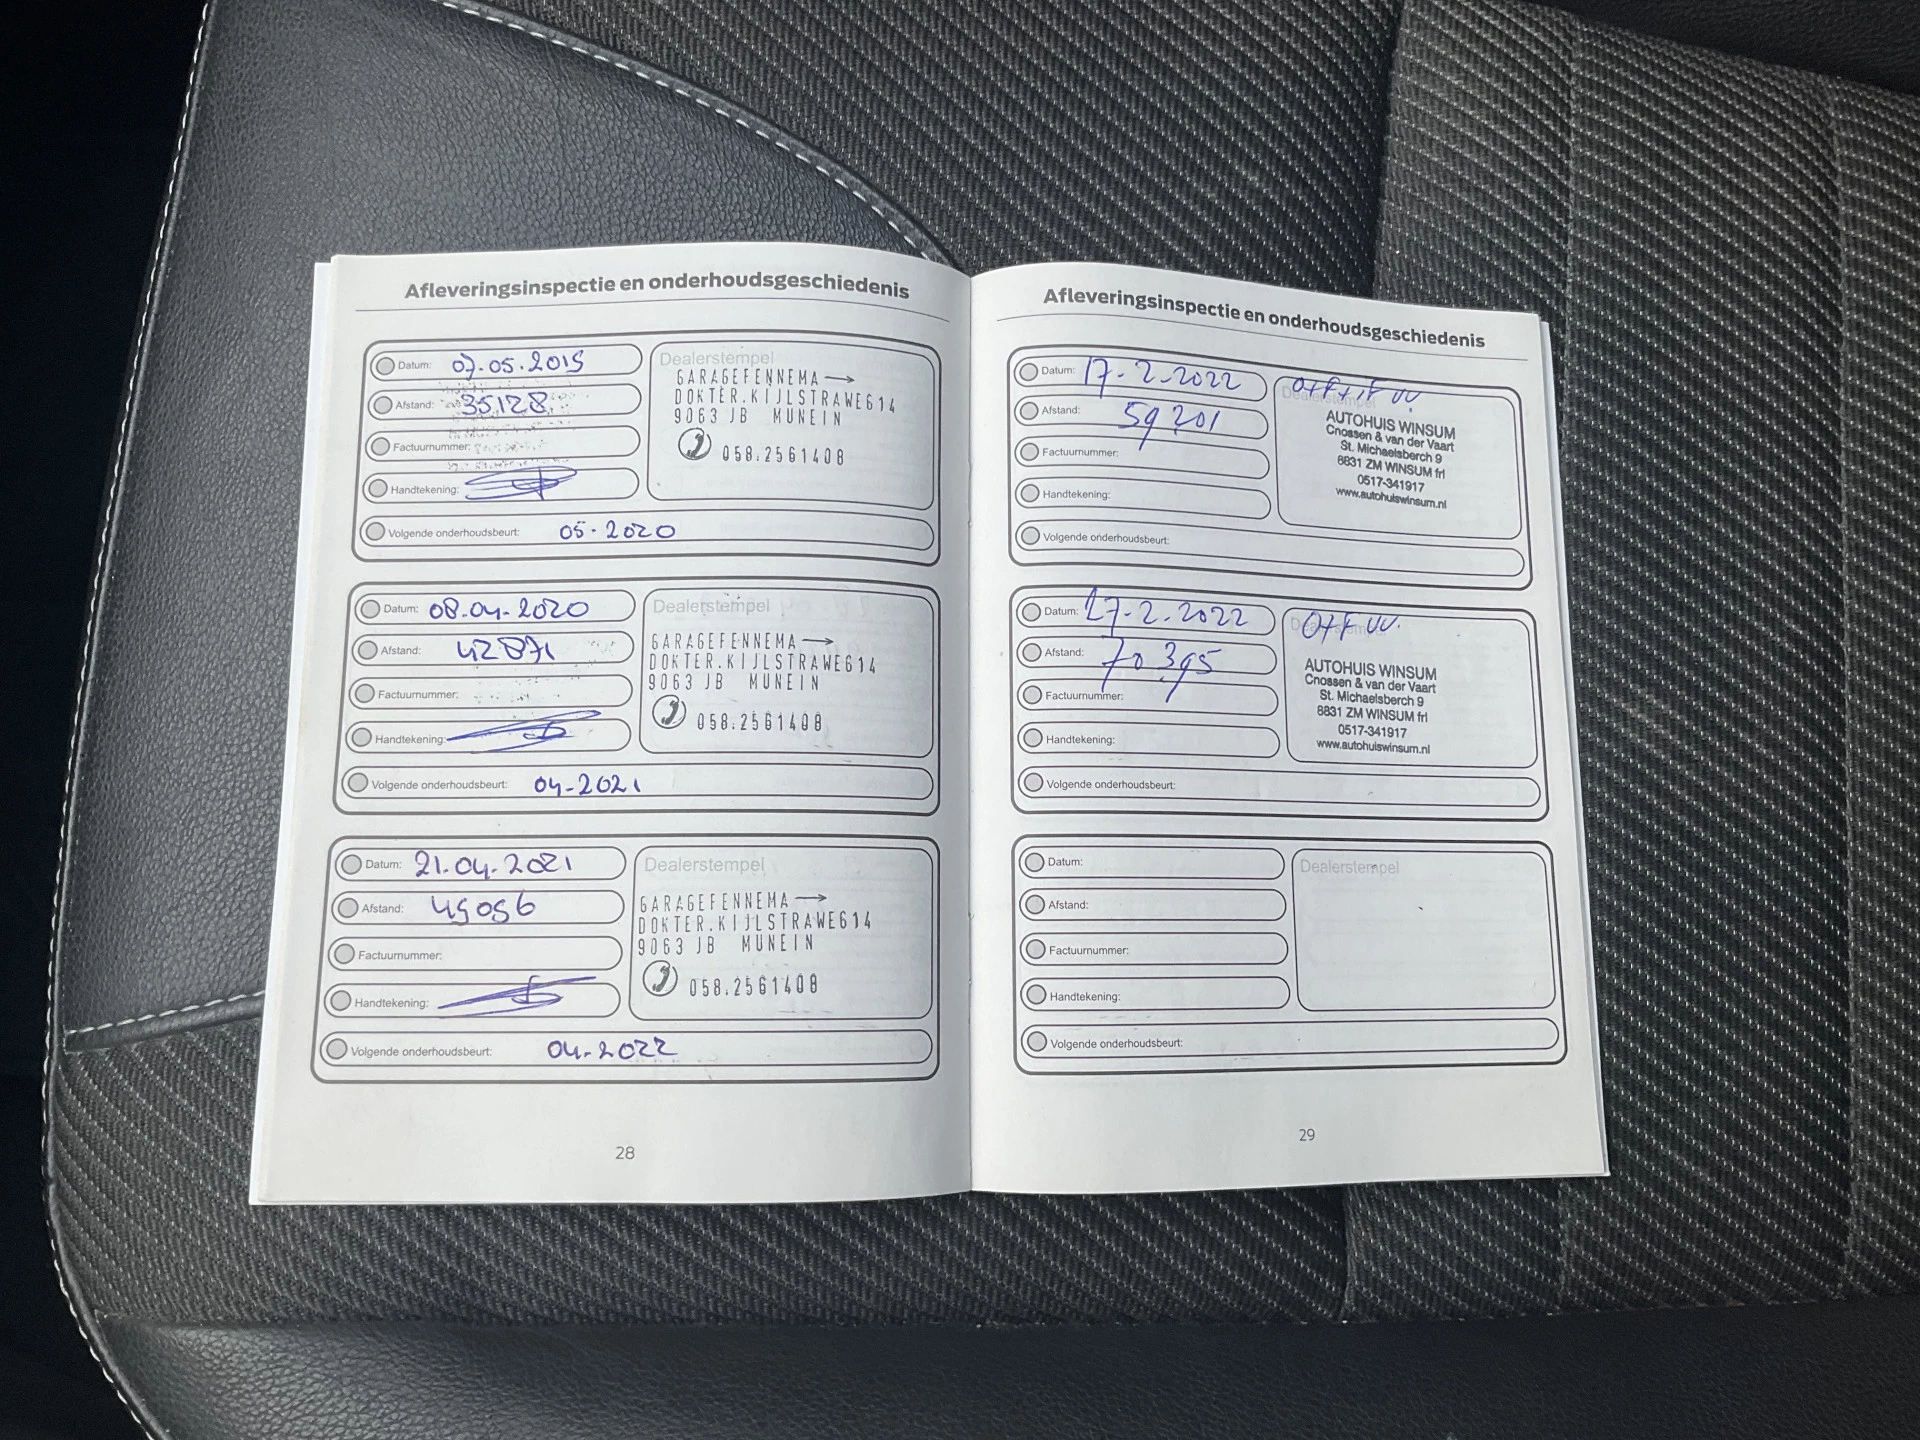 Afleveringsinspectie en onderhoudsgeschiedenis
Datum: 07.05.2019
Afstand: 35128
Factuurnummer:
Handtekening:
Volgende onderhoudsbeurt: 05-2020
Dealerstempel
GARAGEFENNEMA →
DOKTER.KIJLSTRAWEG14
9063 JB MUNEIN
058.2561408
Datum: 08.04.2020
Afstand: 42871
Factuurnummer:
Handtekening:
Volgende onderhoudsbeurt: 04-2021
Dealerstempel
GARAGEFENNEMA →
DOKTER.KIJLSTRAWEG14
9063 JB MUNEIN
058.2561408
Datum: 21.04.2021
Afstand: 49096
Factuurnummer:
Handtekening:
Volgende onderhoudsbeurt: 04-2022
Dealerstempel
GARAGEFENNEMA →
DOKTER.KIJLSTRAWEG14
9063 JB MUNEIN
058.2561408
28
Afleveringsinspectie en onderhoudsgeschiedenis
Datum: 17-2-2022
Afstand: 59201
Factuurnummer:
Handtekening:
Volgende onderhoudsbeurt:
Dealerstempel
AUTOHUIS WINSUM
Cnossen & van der Vaart
St. Michaelsberch 9
8831 ZM WINSUM frl
0517-341917
www.autohuiswinsum.nl
Datum: 27-2-2022
Afstand: 70395
Factuurnummer:
Handtekening:
Volgende onderhoudsbeurt:
AUTOHUIS WINSUM
Cnossen & van der Vaart
St. Michaelsberch 9
8831 ZM WINSUM frl
0517-341917
www.autohuiswinsum.nl
Datum:
Afstand:
Factuurnummer:
Handtekening:
Volgende onderhoudsbeurt:
Dealerstempel
29